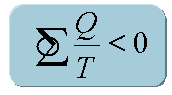 ∑̷ Q/T < 0